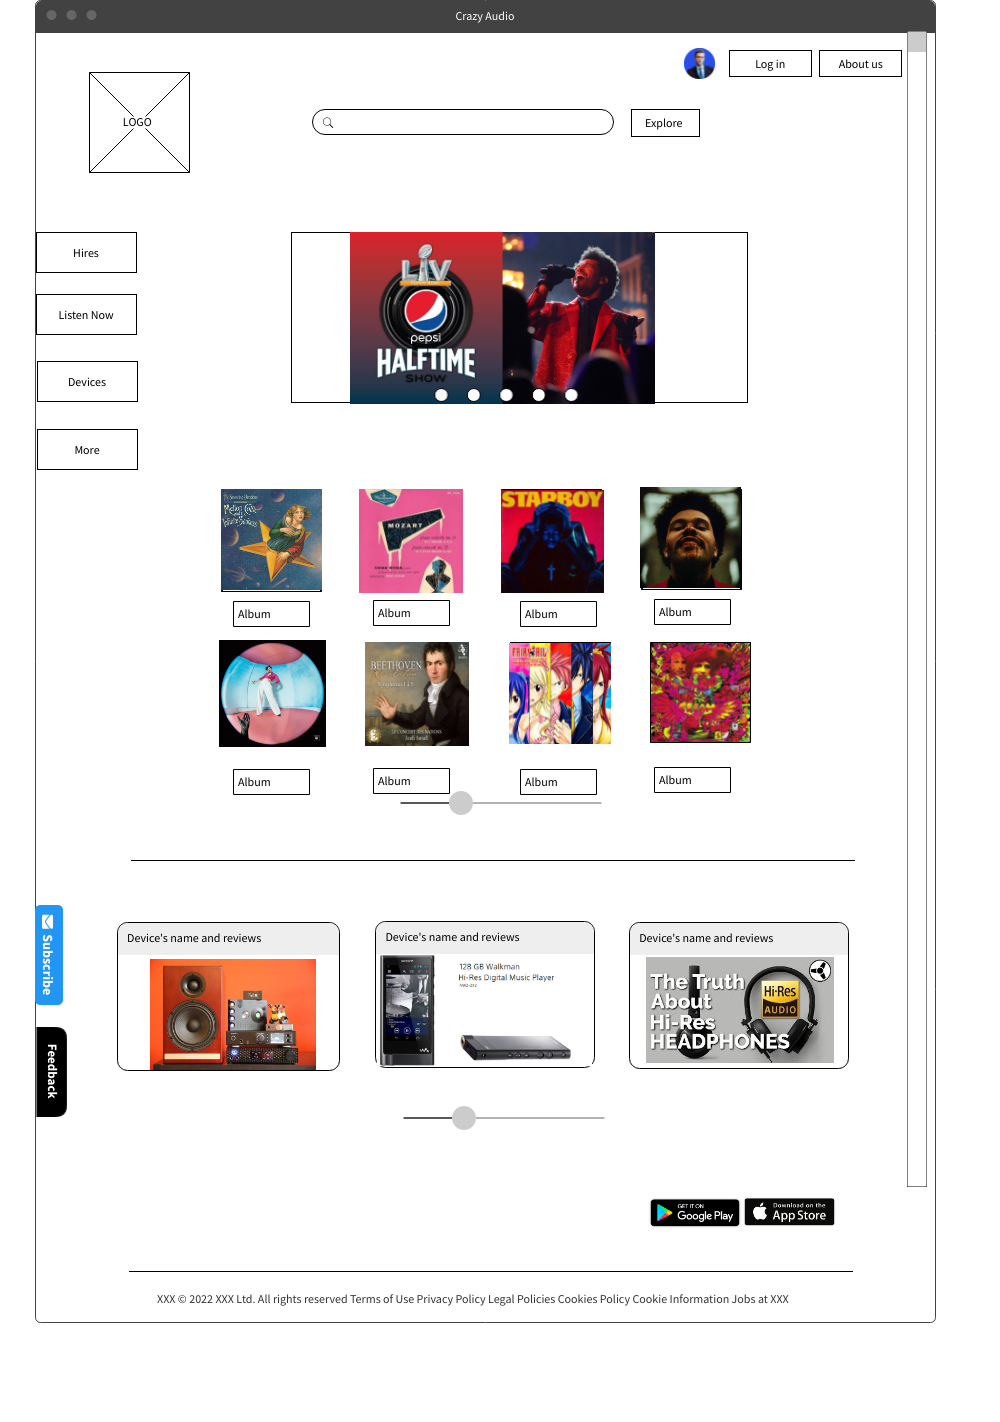 Crazy Audio
Log in
About us
LOGO
Explore
Hires
Listen Now
Devices
More
LIV
pepsi
HALFTIME
SHOW
MOZART
STARBOY
Album
Album
Album
Album
BEETHOVEN
FAIRY TAIL
Album
Album
Album
Album
Subscribe
Feedback
Device's name and reviews
Device's name and reviews
128 GB Walkman
Hi-Res Digital Music Player
Device's name and reviews
The Truth
About
Hi-Res
HEADPHONES
Hi-Res
AUDIO
GET IT ON
Google Play
Download on the
App Store
XXX © 2022 XXX Ltd. All rights reserved Terms of Use Privacy Policy Legal Policies Cookies Policy Cookie Information Jobs at XXX